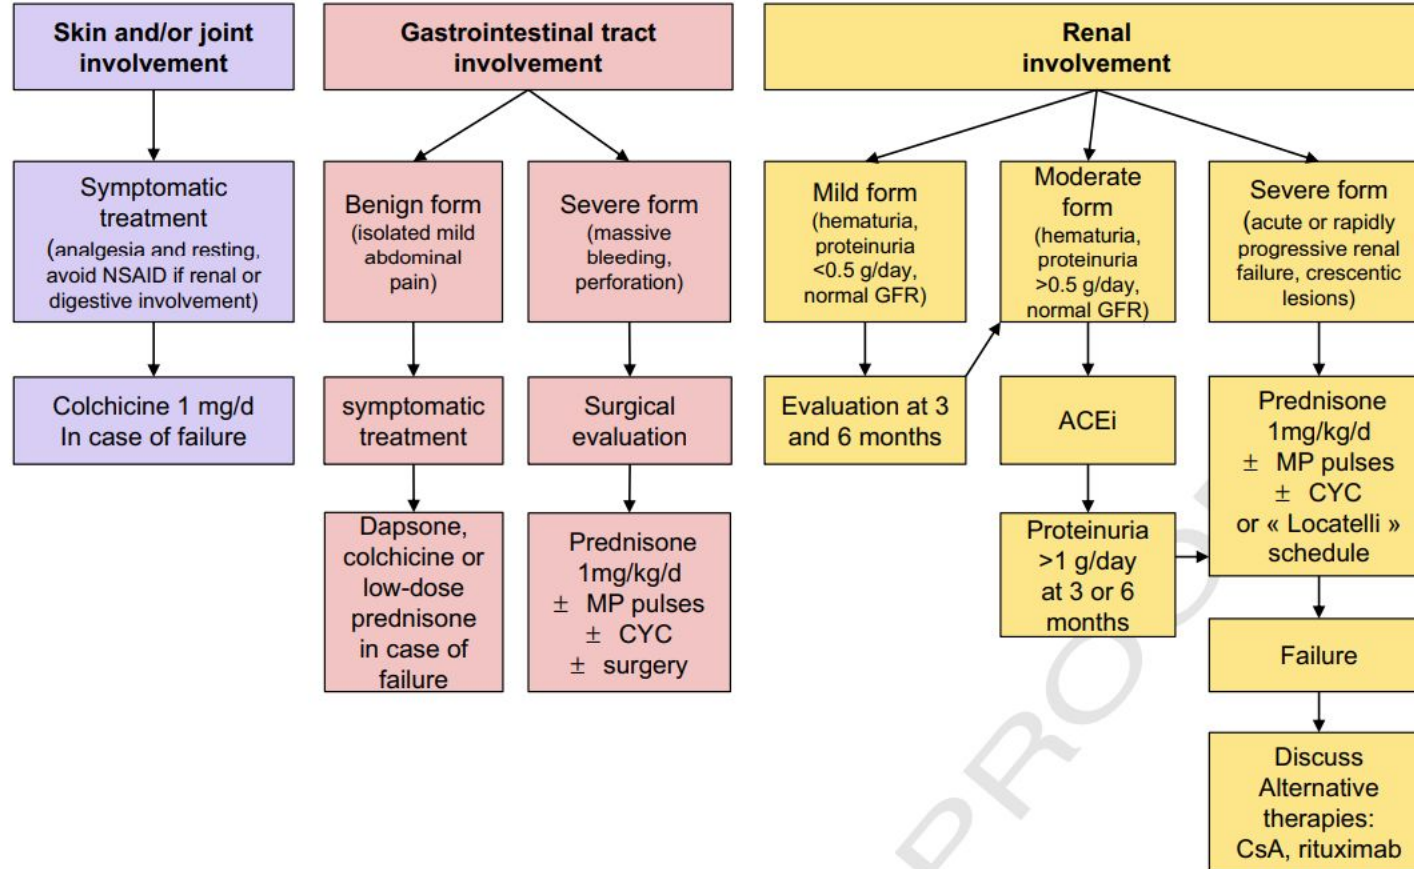 Skin and/or joint
involvement
Symptomatic
treatment
(analgesia and resting,
avoid NSAID if renal or
digestive involvement)
Colchicine 1 mg/d
In case of failure
Gastrointestinal tract
involvement
Benign form
(isolated mild
abdominal
pain)
symptomatic
treatment
Dapsone,
colchicine or
low-dose
prednisone
in case of
failure
Severe form
(massive
bleeding,
perforation)
Surgical
evaluation
Prednisone
1mg/kg/d
± MP pulses
± CYC
± surgery
Renal
involvement
Mild form
(hematuria,
proteinuria
<0.5 g/day,
normal GFR)
Evaluation at 3
and 6 months
Moderate
form
(hematuria,
proteinuria
>0.5 g/day,
normal GFR)
ACEi
Proteinuria
>1 g/day
at 3 or 6
months
Severe form
(acute or rapidly
progressive renal
failure, crescentic
lesions)
Prednisone
1mg/kg/d
± MP pulses
± CYC
or « Locatelli »
schedule
Failure
Discuss
Alternative
therapies:
CsA, rituximab
PROO